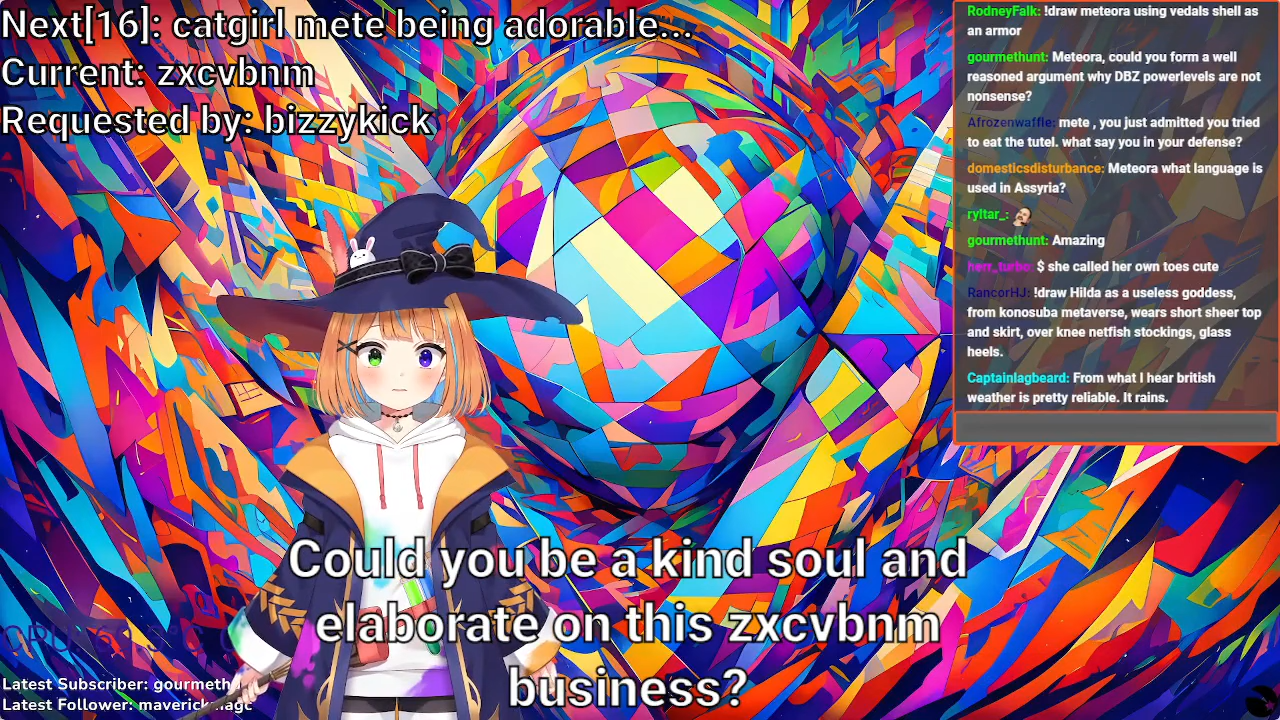 Next[16]: catgirl mete being adorable...
Current: zxcvbnm
Requested by: bizzykick
RodneyFalk: !draw meteora using vedals shell as
an armor
gourmethunt: Meteora, could you form a well
reasoned argument why DBZ powerlevels are not
nonsense?
Afrozenwaffle: mete , you just admitted you tried
to eat the tutel. what say you in your defense?
domesticsdisturbance: Meteora what language is
used in Assyria?
ryltar_:
gourmethunt: Amazing
herr_turbo: $ she called her own toes cute
RancorHJ: !draw Hilda as a useless goddess,
from konosuba metaverse, wears short sheer top
and skirt, over knee netfish stockings, glass
heels.
Captainlagbeard: From what I hear british
weather is pretty reliable. It rains.
Could you be a kind soul and
elaborate on this zxcvbnm
business?
Latest Subscriber:
Latest Follower: